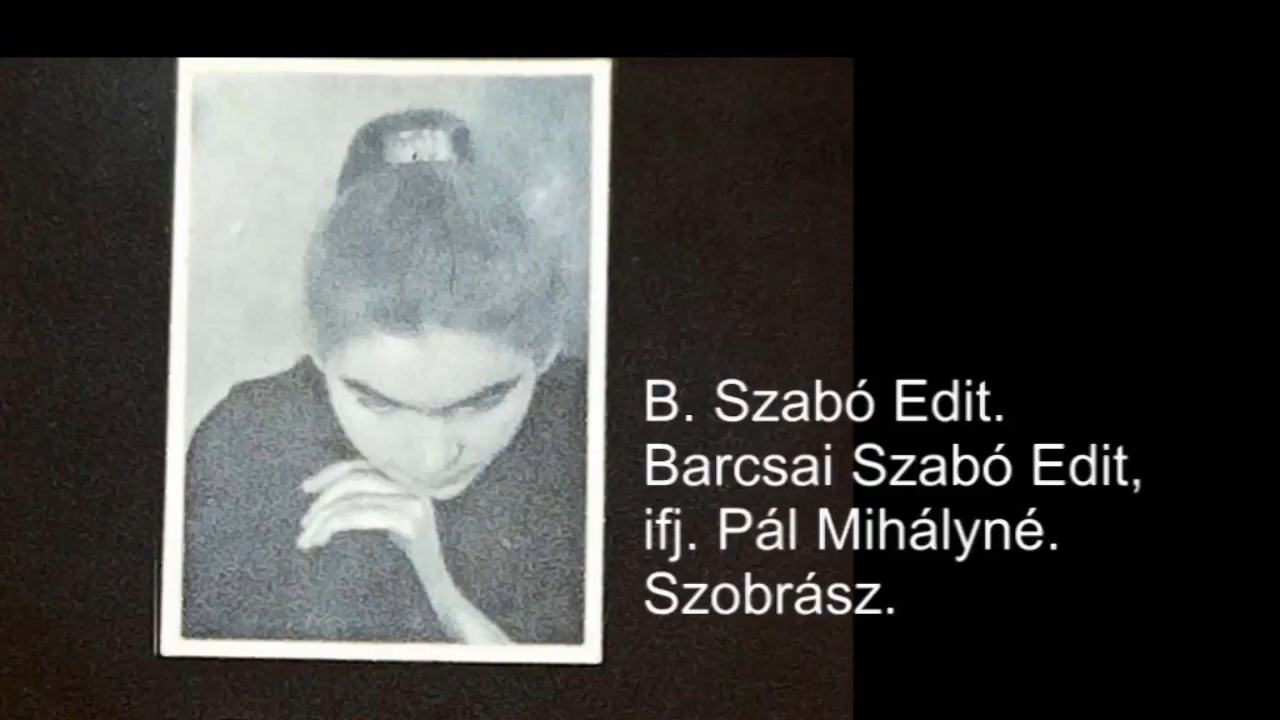 B. Szabó Edit.
Barcsai Szabó Edit,
ifj. Pál Mihályné.
Szobrász.